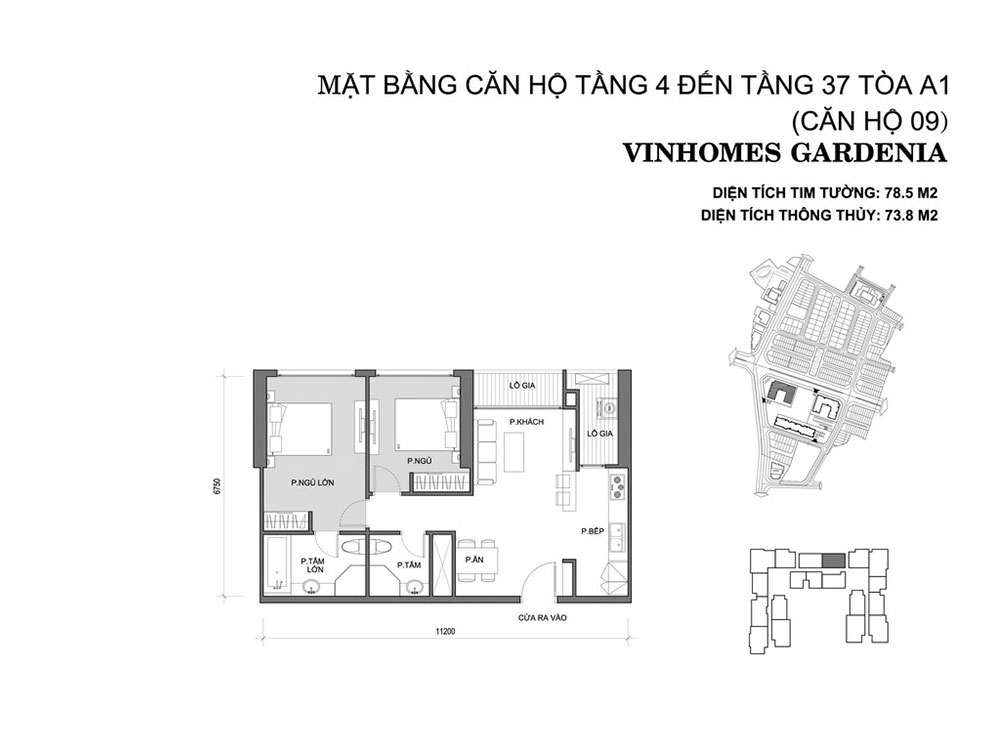 MẶT BẰNG CĂN HỘ TẦNG 4 ĐẾN TẦNG 37 TÒA A1
(CĂN HỘ 09)
VINHOMES GARDENIA
DIỆN TÍCH TIM TƯỜNG: 78.5 M2
DIỆN TÍCH THÔNG THỦY: 73.8 M2
LÔ GIA
P.KHÁCH
LÔ GIA
P.NGỦ
P.NGỦ LỚN
6750
P.BẾP
P.TẮM
LỚN
P.TẮM
P.ĂN
CỬA RA VÀO
11200